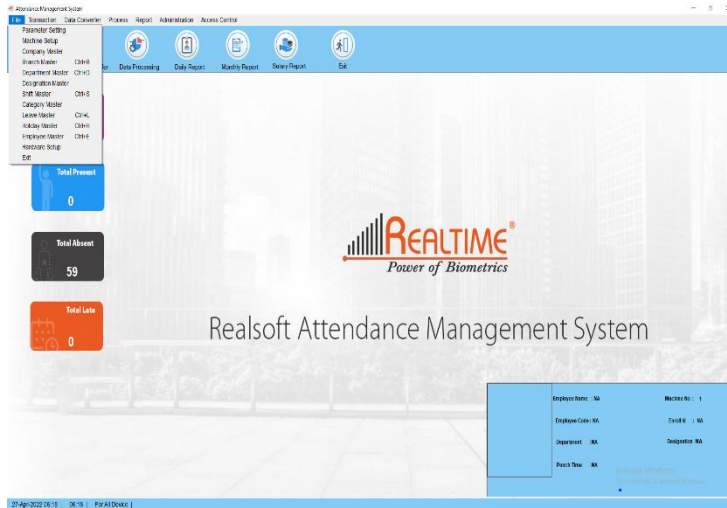 Attendance Management System
File Transaction Data Converter Process Report Administration Access Control
Parameter Setting
Machine Setup
Company Master
Branch Master Ctrl+B
Department Master Ctrl+D
Designation Master
Shift Master Ctrl+S
Category Master
Leave Master Ctrl+L
Holiday Master Ctrl+H
Employee Master Ctrl+E
Hardware Setup
Exit
Data Processing Daily Report Monthly Report Salary Report Exit
Total Present
0
Total Absent
59
Total Late
0
REALTIME®
Power of Biometrics
Realsoft Attendance Management System
Employee Name : NA Machine No : 1
Employee Code : NA Enroll Id : NA
Department : NA Designation NA
Punch Time NA
Activate Windows
27-Apr-2022 06:18 | 06:18 | For All Device |